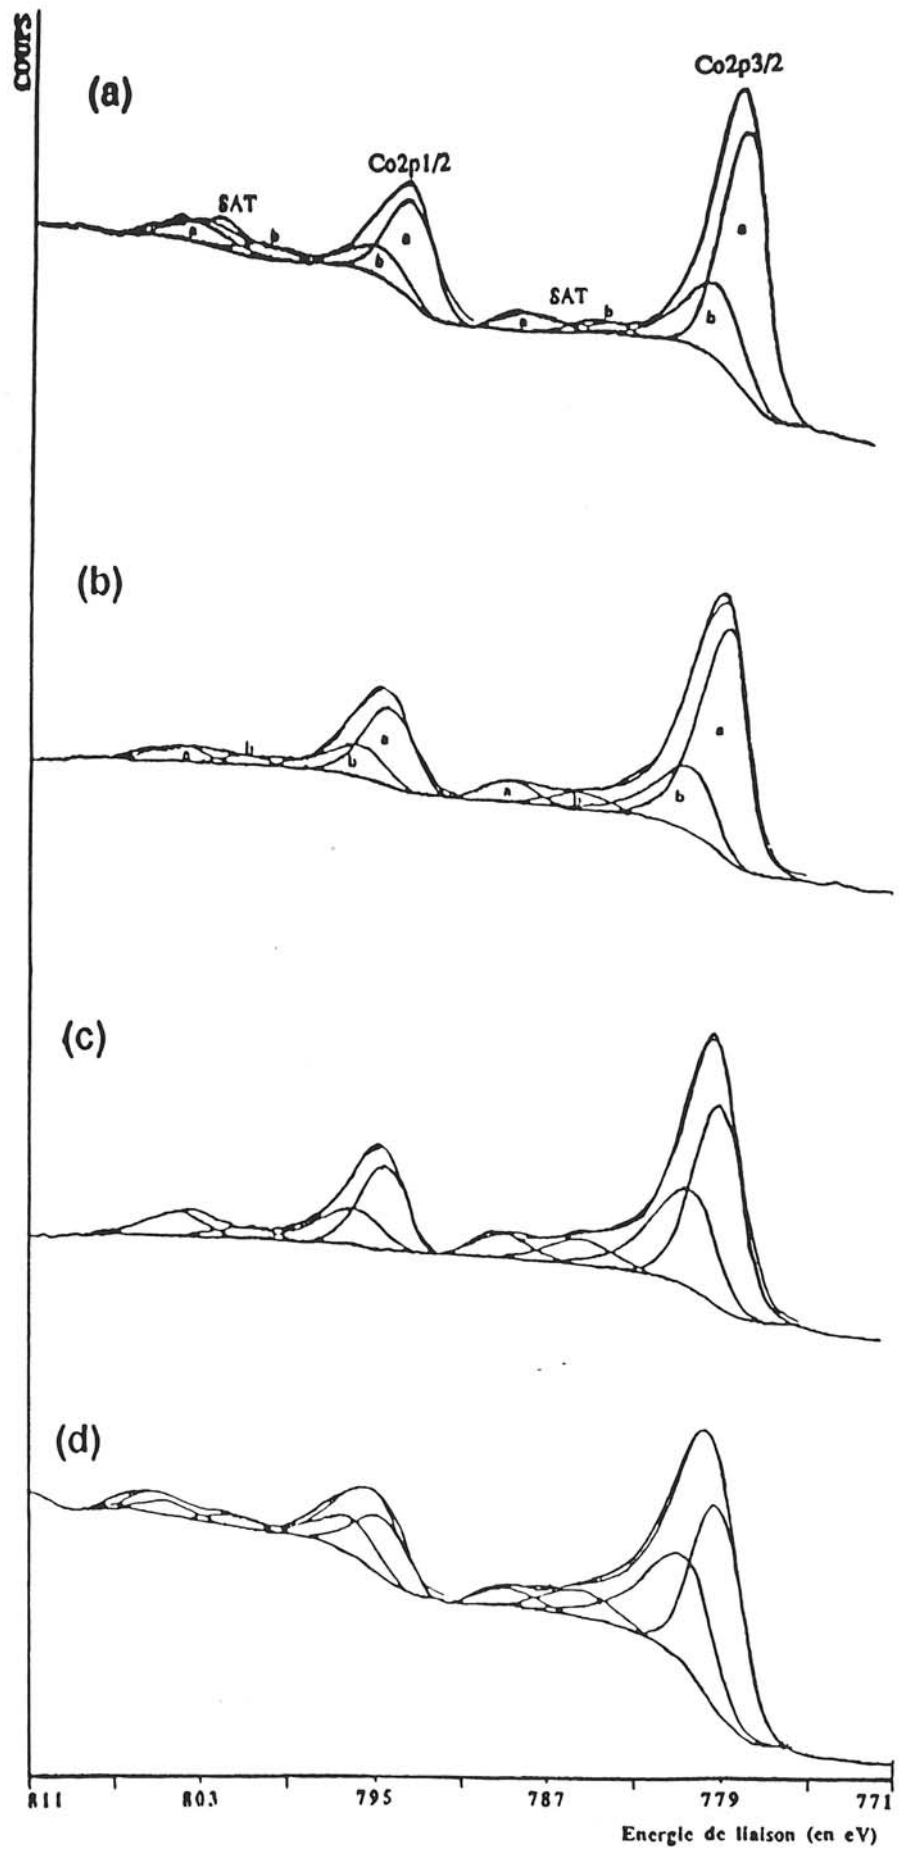 COUPS
(a)
Co2p3/2
Co2p1/2
SAT
a
b
b
a
SAT
a
b
a
b
(b)
a
b
a
b
a
a
b
(c)
(d)
811 803 795 787 779 771
Energie de liaison (en eV)